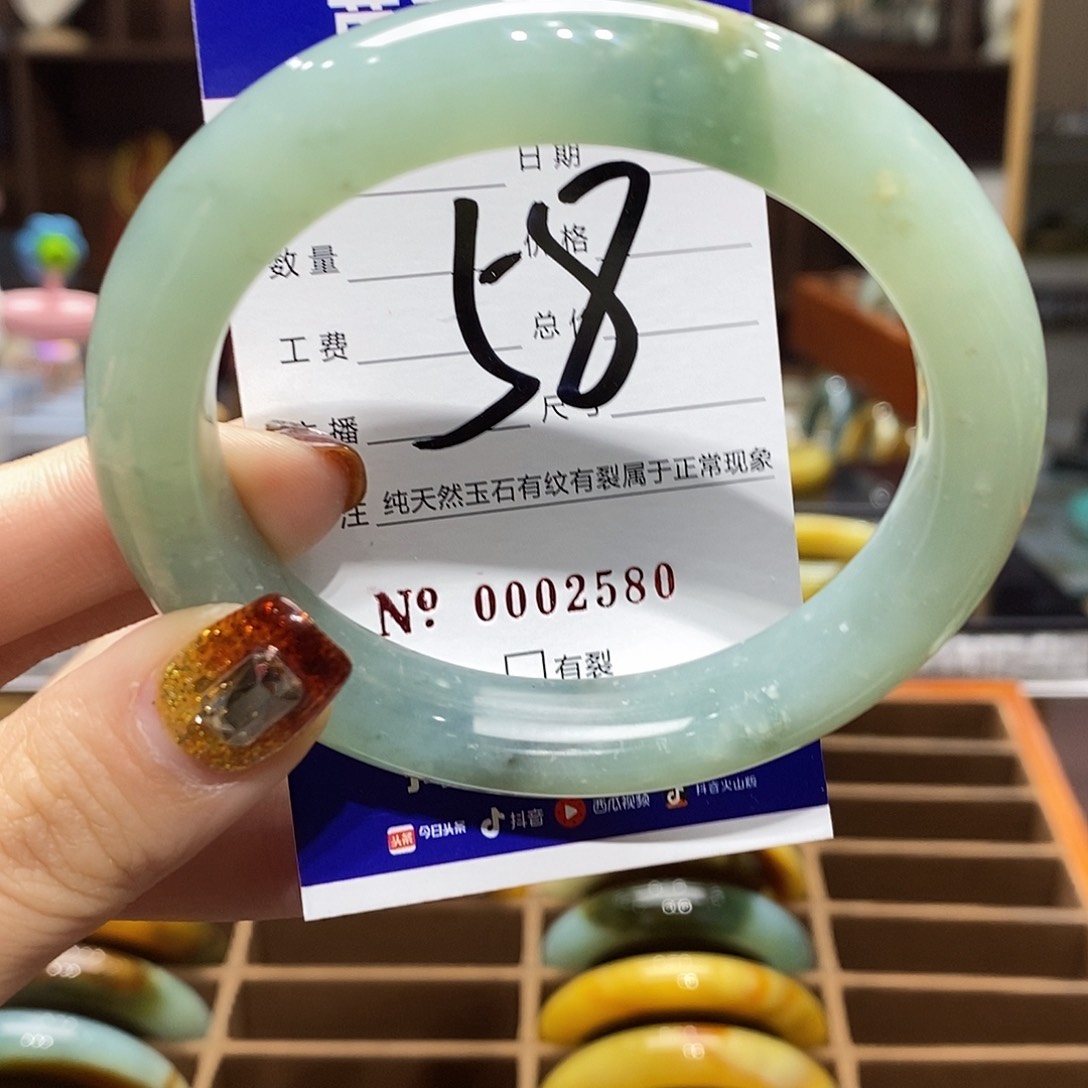 日期
58
数量 价格
工费 总价
播 尺寸
注 纯天然玉石有纹有裂属于正常现象
Nº 0002580
有裂
头条 今日头条 抖音 西瓜视频 抖音火山版